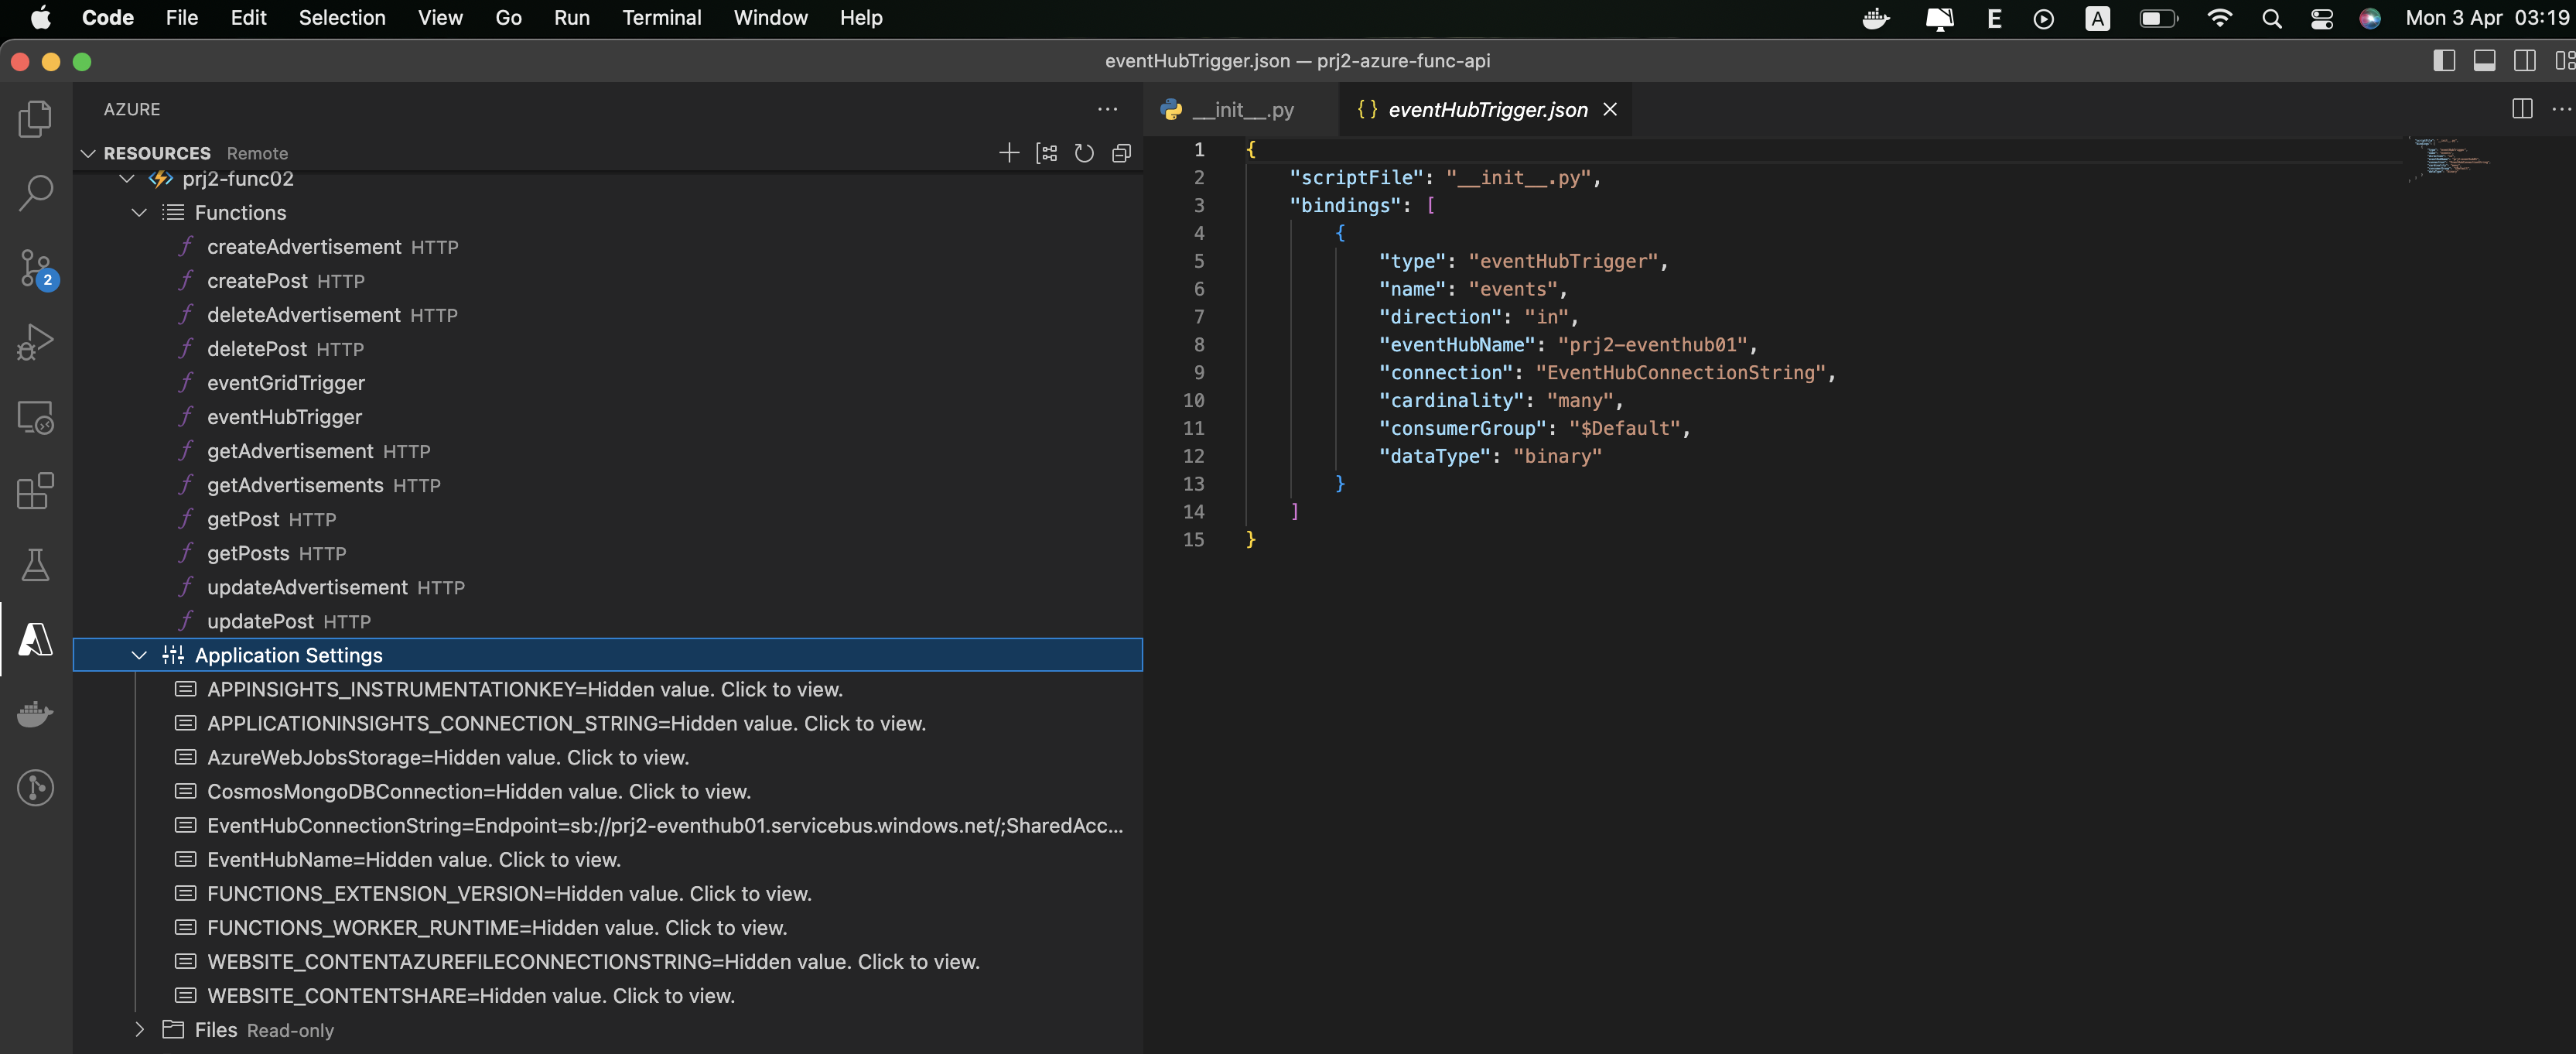 Code File Edit Selection View Go Run Terminal Window Help E A Mon 3 Apr 03:19
eventHubTrigger.json — prj2-azure-func-api
AZURE
RESOURCES Remote
prj2-func02
Functions
createAdvertisement HTTP
createPost HTTP
deleteAdvertisement HTTP
deletePost HTTP
eventGridTrigger
eventHubTrigger
getAdvertisement HTTP
getAdvertisements HTTP
getPost HTTP
getPosts HTTP
updateAdvertisement HTTP
updatePost HTTP
Application Settings
APPINSIGHTS_INSTRUMENTATIONKEY=Hidden value. Click to view.
APPLICATIONINSIGHTS_CONNECTION_STRING=Hidden value. Click to view.
AzureWebJobsStorage=Hidden value. Click to view.
CosmosMongoDBConnection=Hidden value. Click to view.
EventHubConnectionString=Endpoint=sb://prj2-eventhub01.servicebus.windows.net/;SharedAcc...
EventHubName=Hidden value. Click to view.
FUNCTIONS_EXTENSION_VERSION=Hidden value. Click to view.
FUNCTIONS_WORKER_RUNTIME=Hidden value. Click to view.
WEBSITE_CONTENTAZUREFILECONNECTIONSTRING=Hidden value. Click to view.
WEBSITE_CONTENTSHARE=Hidden value. Click to view.
Files Read-only
2
__init__.py {} eventHubTrigger.json
1 {
2 "scriptFile": "__init__.py",
3 "bindings": [
4 {
5 "type": "eventHubTrigger",
6 "name": "events",
7 "direction": "in",
8 "eventHubName": "prj2-eventhub01",
9 "connection": "EventHubConnectionString",
10 "cardinality": "many",
11 "consumerGroup": "$Default",
12 "dataType": "binary"
13 }
14 ]
15 }